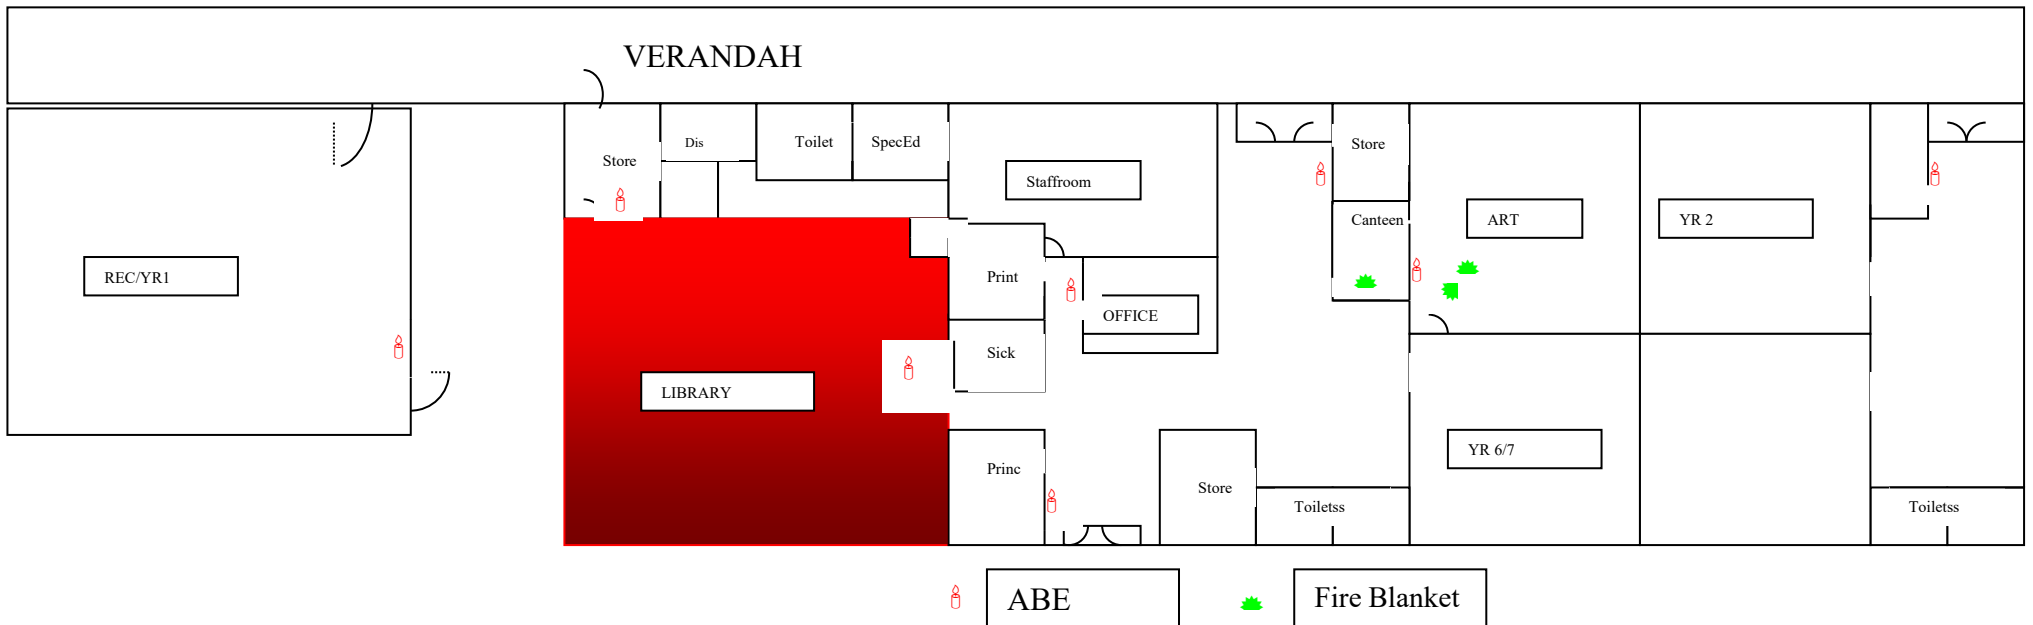 VERANDAH
Dis
Toilet
SpecEd
Store
Store
Staffroom
ART
YR 2
Canteen
REC/YR1
Print
OFFICE
Sick
LIBRARY
YR 6/7
Princ
Store
Toiletss
Toiletss
ABE
Fire Blanket